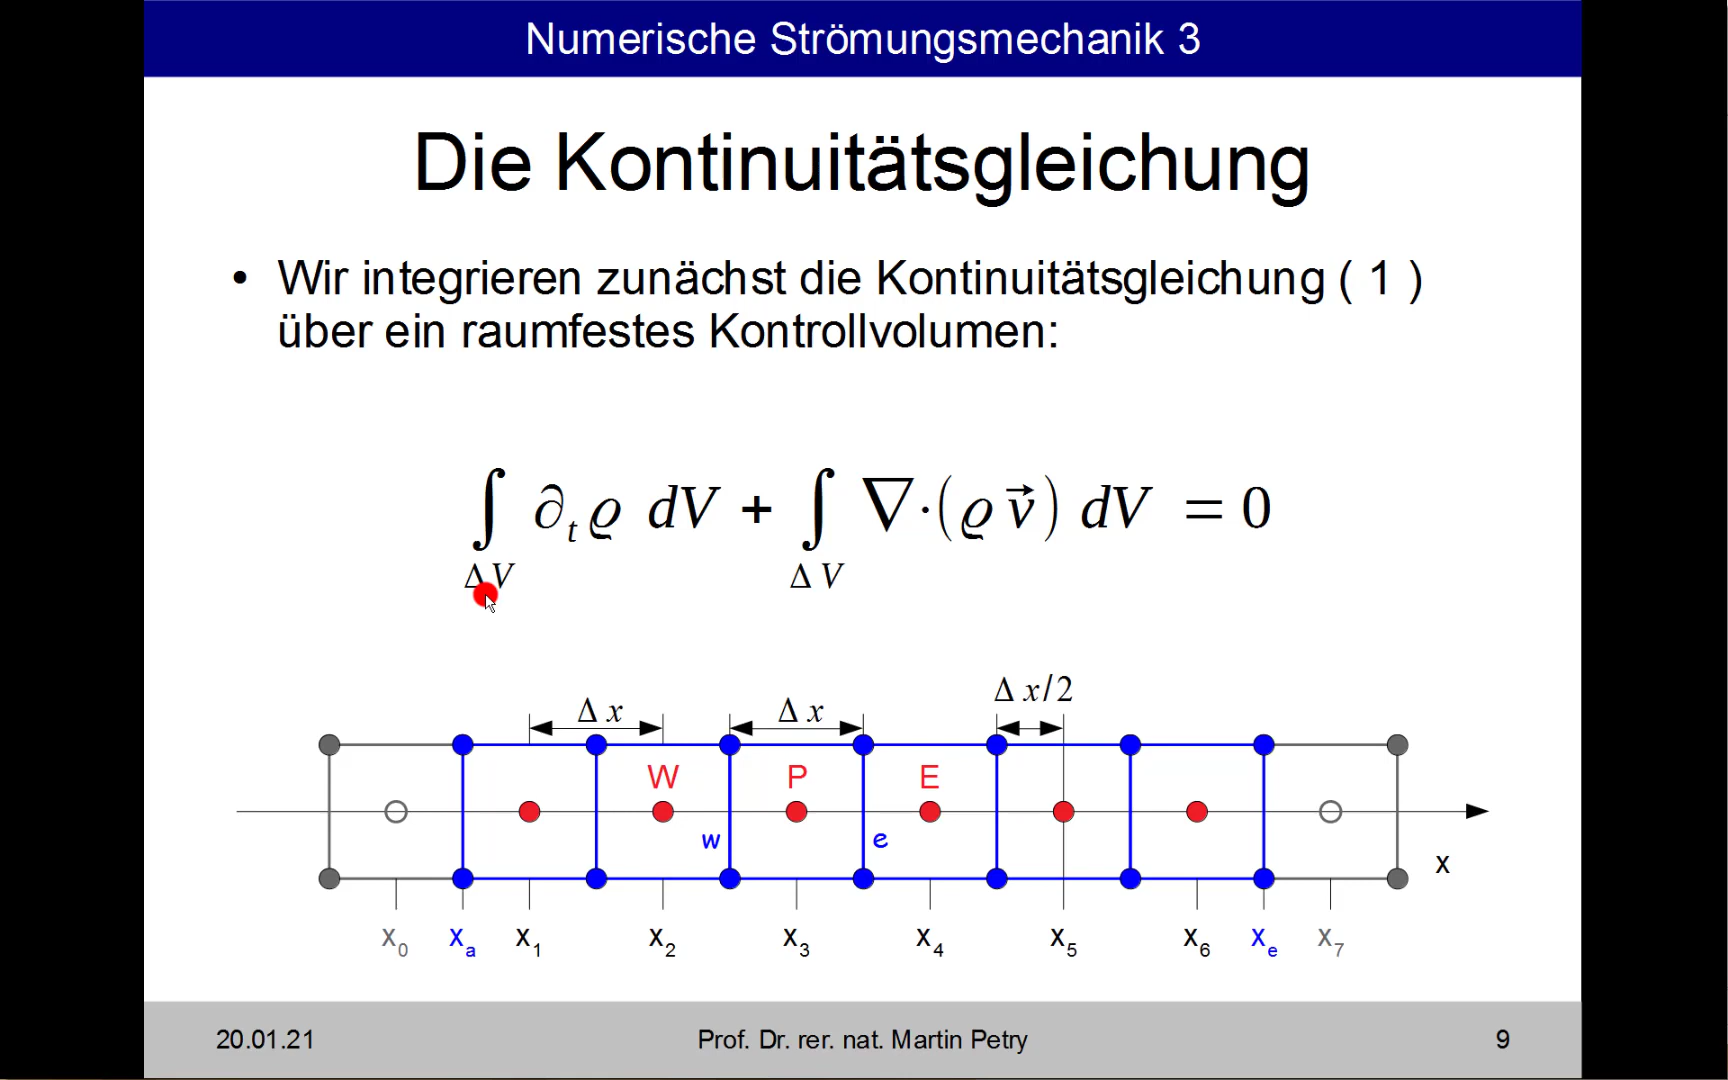 Numerische Strömungsmechanik 3
Die Kontinuitätsgleichung
• Wir integrieren zunächst die Kontinuitätsgleichung ( 1 )
über ein raumfestes Kontrollvolumen:
∫_{Δ V} ∂_t ϱ dV + ∫_{Δ V} ∇·(ϱ v⃗) dV = 0
Δ x Δ x Δ x/2
W P E
w e
x
x₀ xₐ x₁ x₂ x₃ x₄ x₅ x₆ xₑ x₇
20.01.21 Prof. Dr. rer. nat. Martin Petry 9